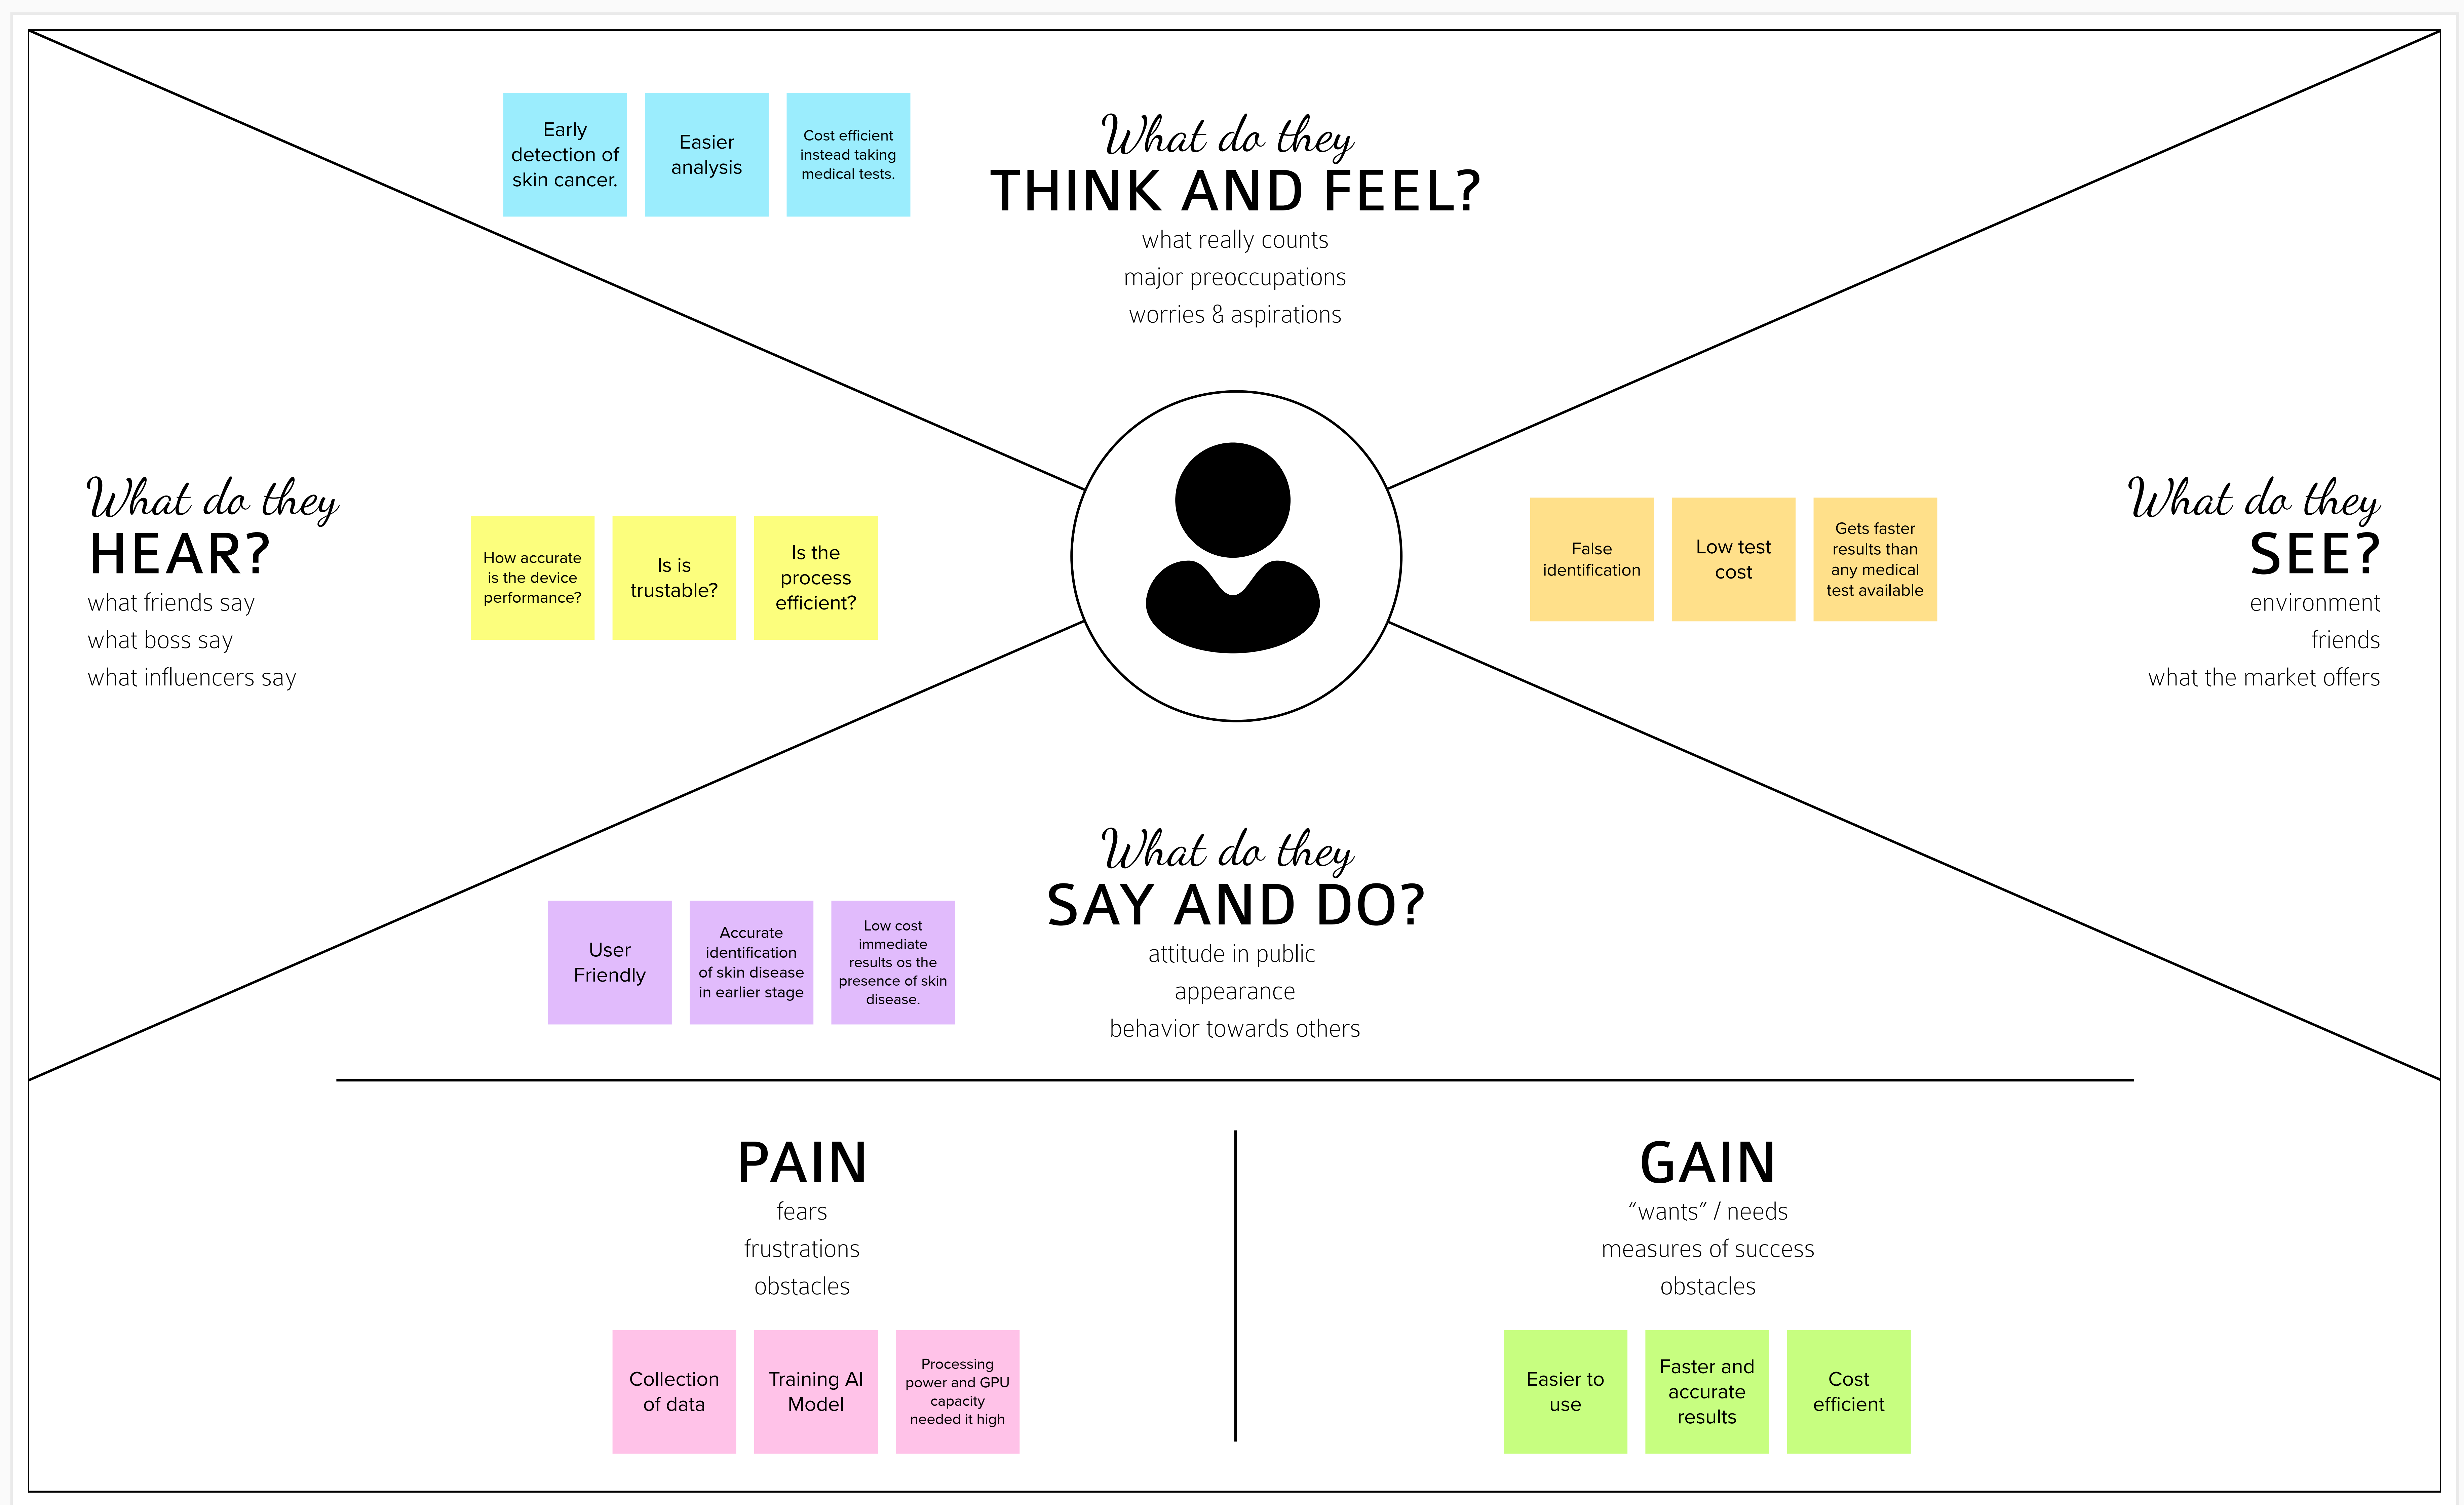 Early
detection of
skin cancer.
Easier
analysis
Cost efficient
instead taking
medical tests.
What do they
THINK AND FEEL?
what really counts
major preoccupations
worries & aspirations
What do they
HEAR?
what friends say
what boss say
what influencers say
How accurate
is the device
performance?
Is is
trustable?
Is the
process
efficient?
False
identification
Low test
cost
Gets faster
results than
any medical
test available
What do they
SEE?
environment
friends
what the market offers
What do they
SAY AND DO?
attitude in public
appearance
behavior towards others
User
Friendly
Accurate
identification
of skin disease
in earlier stage
Low cost
immediate
results os the
presence of skin
disease.
PAIN
fears
frustrations
obstacles
Collection
of data
Training AI
Model
Processing
power and GPU
capacity
needed it high
GAIN
“wants” / needs
measures of success
obstacles
Easier to
use
Faster and
accurate
results
Cost
efficient